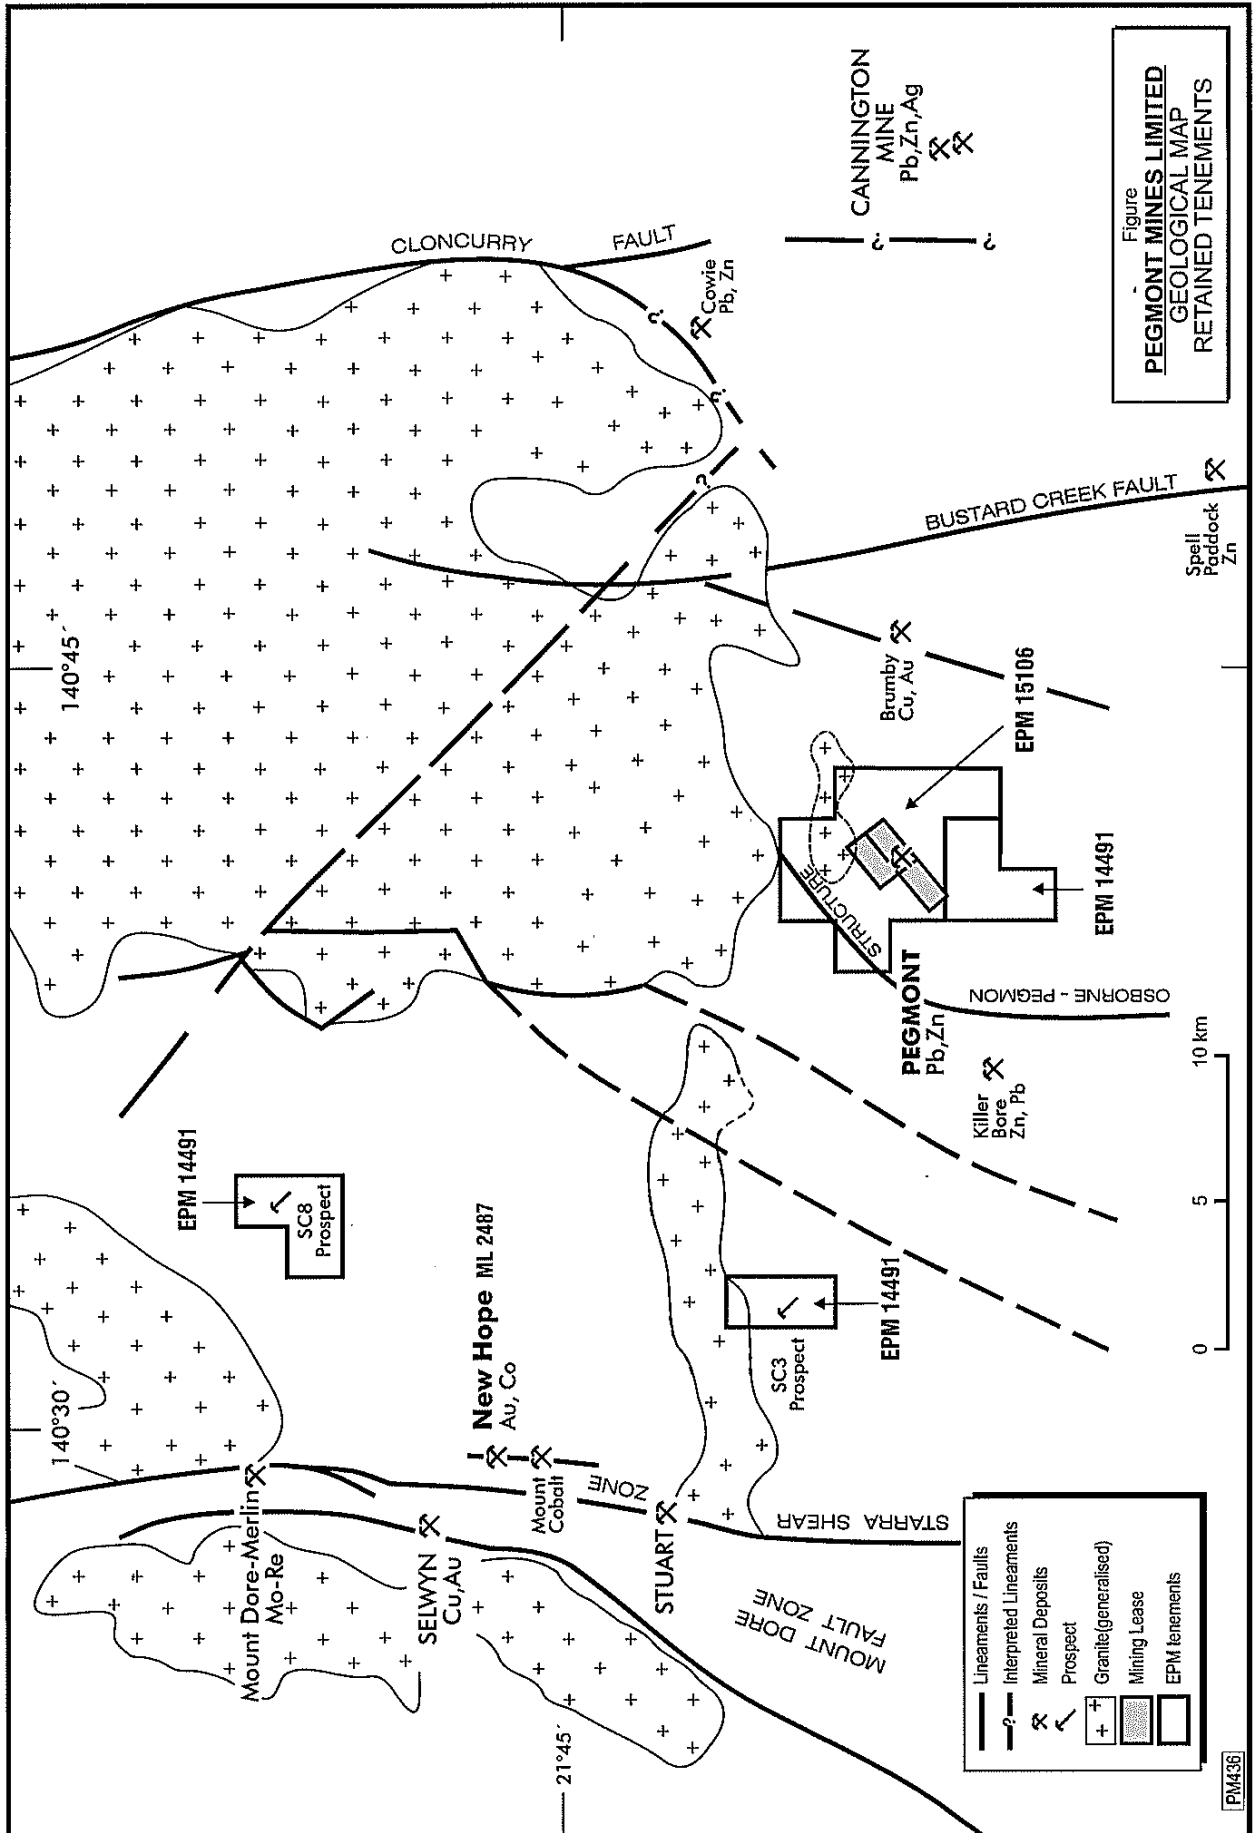 Figure
PEGMONT MINES LIMITED
GEOLOGICAL MAP
RETAINED TENEMENTS
CANNINGTON
MINE
Pb,Zn,Ag
CLONCURRY FAULT
?
?
Cowie
Pb, Zn
?
?
?
BUSTARD CREEK FAULT
Spell
Paddock
Zn
140°45´
Brumby
Cu, Au
EPM 15106
EPM 14491
STRUCTURE
OSBORNE - PEGMON
PEGMONT
Pb,Zn
Killer
Bore
Zn, Pb
0 5 10 km
EPM 14491
SC8
Prospect
New Hope ML 2487
Au, Co
EPM 14491
SC3
Prospect
140°30´
Mount
Cobalt
Mount Dore-Merlin
Mo-Re
SELWYN
Cu,Au
STUART
STARRA SHEAR ZONE
MOUNT DORE
FAULT ZONE
21°45´
Lineaments / Faults
? Interpreted Lineaments
Mineral Deposits
Prospect
Granite(generalised)
Mining Lease
EPM tenements
PM436